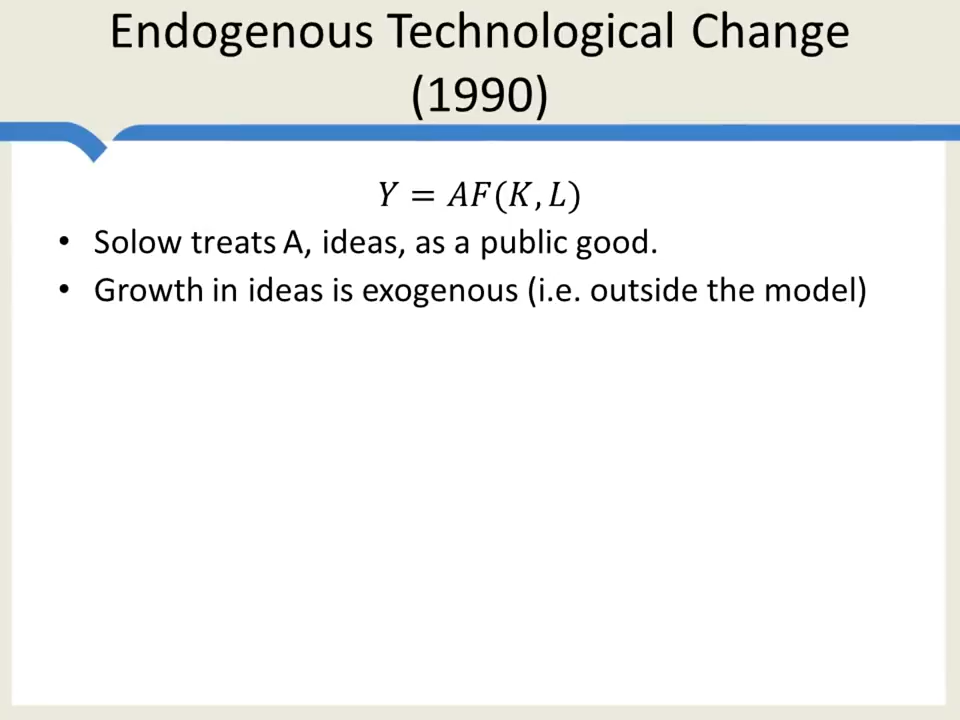 Endogenous Technological Change
(1990)
Y = AF(K, L)
• Solow treats A, ideas, as a public good.
• Growth in ideas is exogenous (i.e. outside the model)